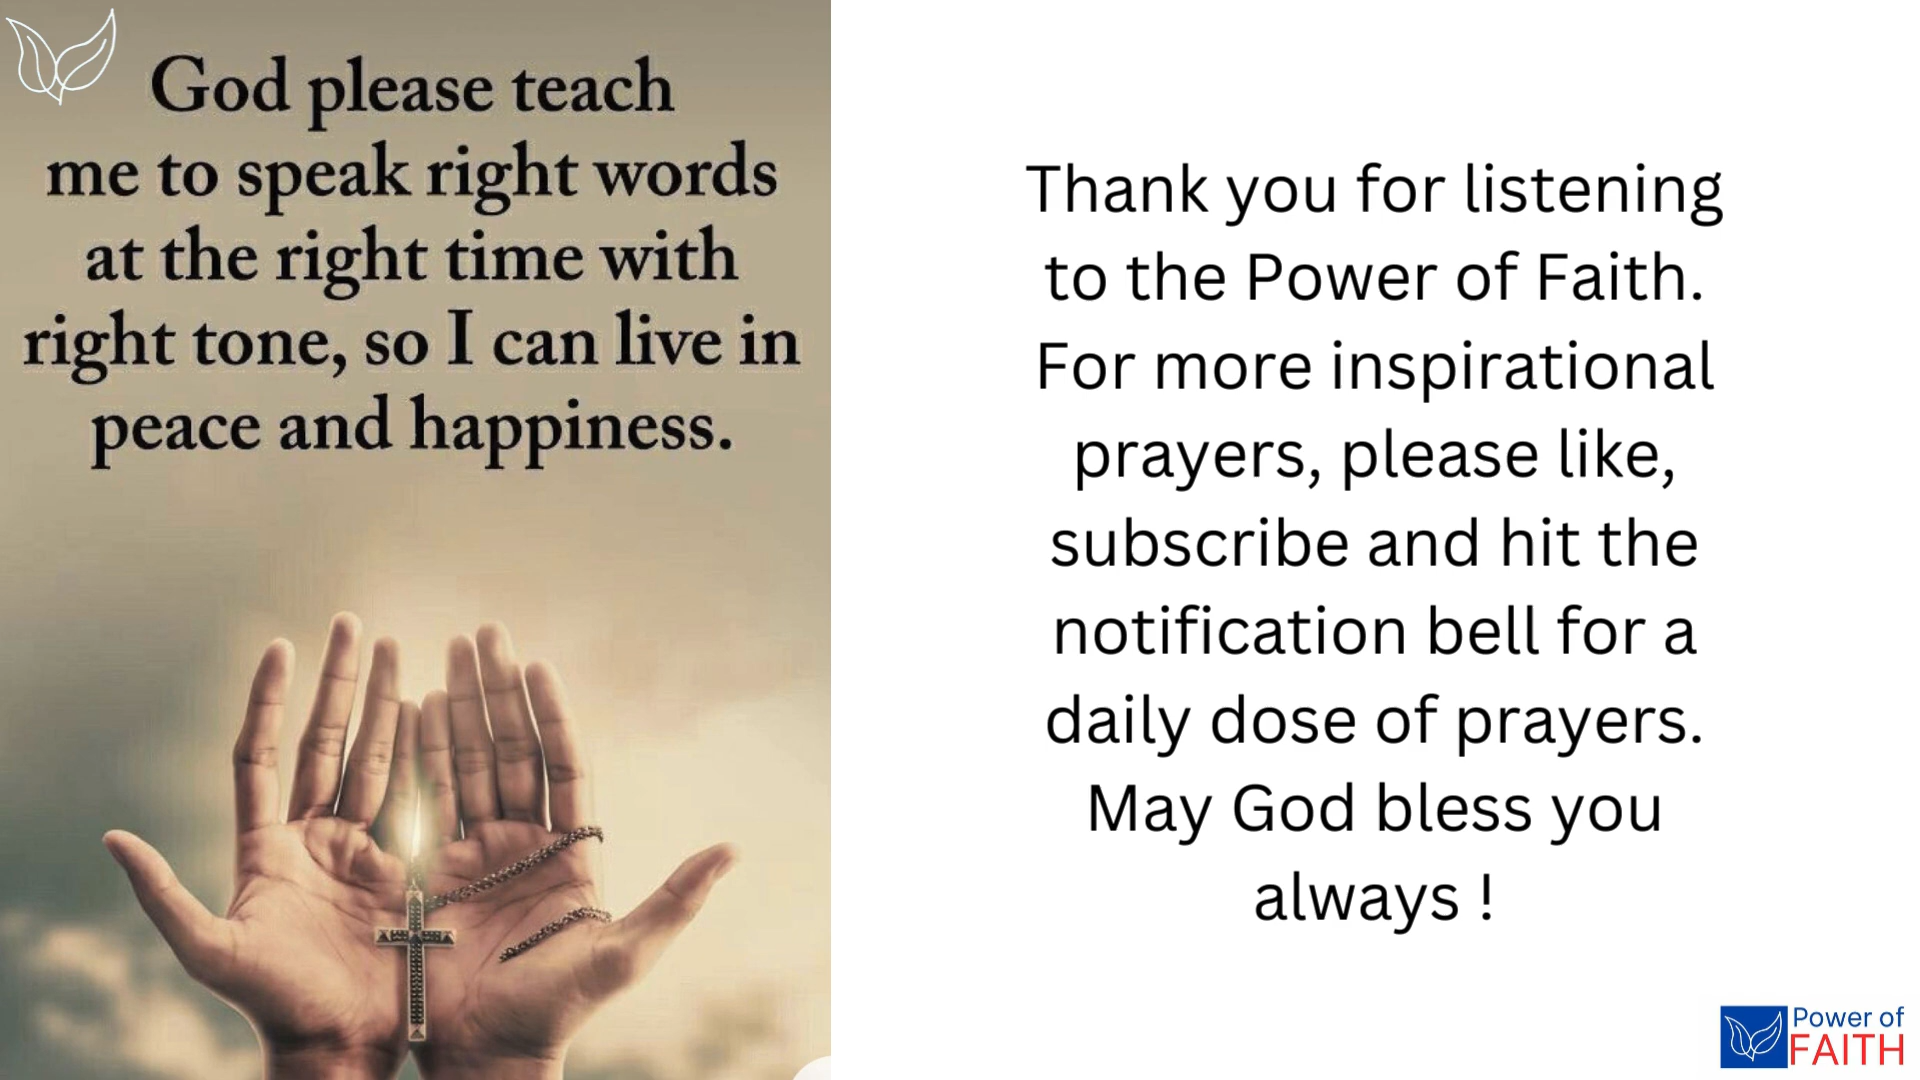 God please teach
me to speak right words
at the right time with
right tone, so I can live in
peace and happiness.
Thank you for listening
to the Power of Faith.
For more inspirational
prayers, please like,
subscribe and hit the
notification bell for a
daily dose of prayers.
May God bless you
always !
Power of
FAITH